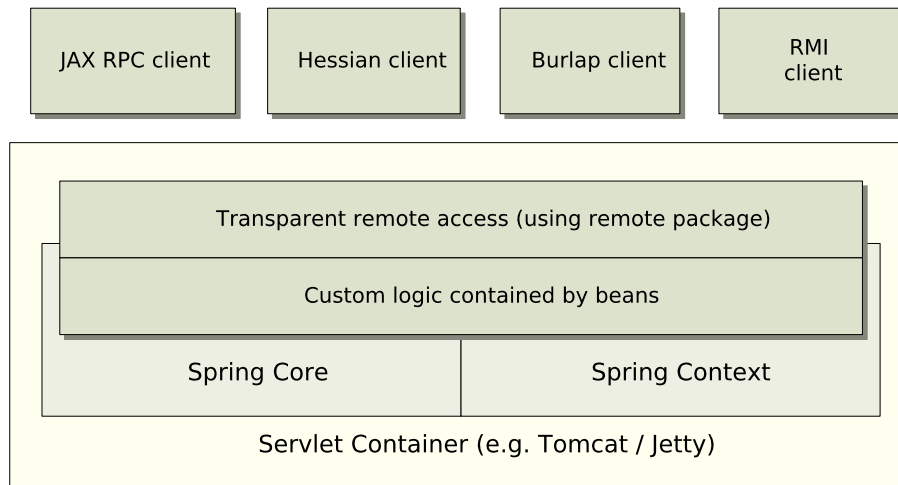 JAX RPC client
Hessian client
Burlap client
RMI
client
Transparent remote access (using remote package)
Custom logic contained by beans
Spring Core
Spring Context
Servlet Container (e.g. Tomcat / Jetty)